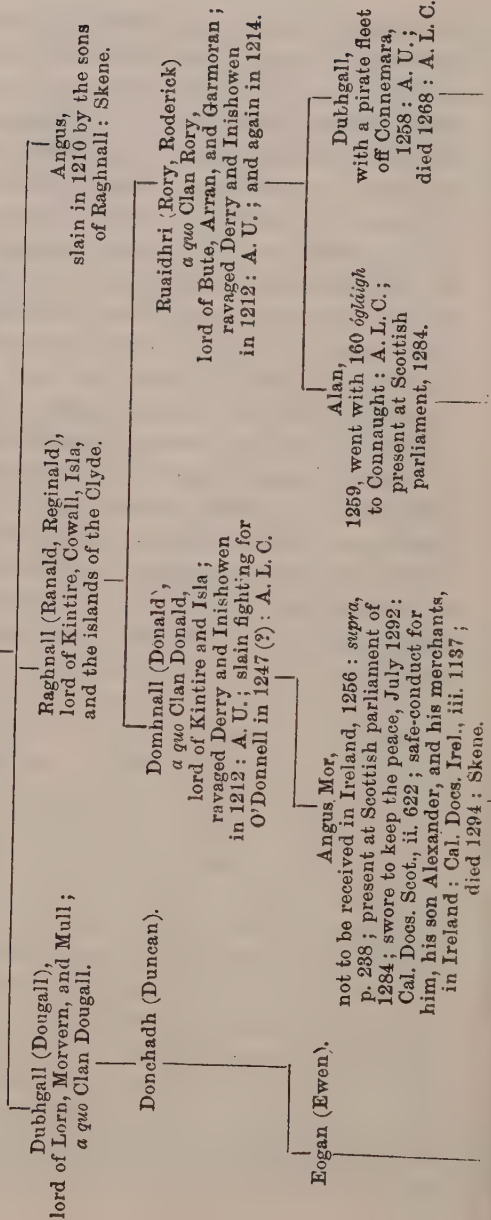 Dubhgall (Dougall),
lord of Lorn, Morvern, and Mull;
a quo Clan Dougall.
Raghnall (Ranald, Reginald),
lord of Kintire, Cowall, Isla,
and the islands of the Clyde.
Angus,
slain in 1210 by the sons
of Raghnall: Skene.
Donchadh (Duncan).
Domhnall (Donald),
a quo Clan Donald,
lord of Kintire and Isla;
ravaged Derry and Inishowen
in 1212: A. U.; slain fighting for
O'Donnell in 1247 (?): A. L. C.
Ruaidhri (Rory, Roderick)
a quo Clan Rory,
lord of Bute, Arran, and Garmoran;
ravaged Derry and Inishowen
in 1212: A. U.; and again in 1214.
Eogan (Ewen).
Angus Mor,
not to be received in Ireland, 1256: supra,
p. 238; present at Scottish parliament of
1284; swore to keep the peace, July 1292:
Cal. Docs. Scot., ii. 622; safe-conduct for
him, his son Alexander, and his merchants,
in Ireland: Cal. Docs. Irel., iii. 1137;
died 1294: Skene.
Alan,
1259, went with 160 ógláigh
to Connaught: A. L. C.;
present at Scottish
parliament, 1284.
Dubhgall,
with a pirate fleet
off Connemara,
1258: A. U.;
died 1268: A. L. C.